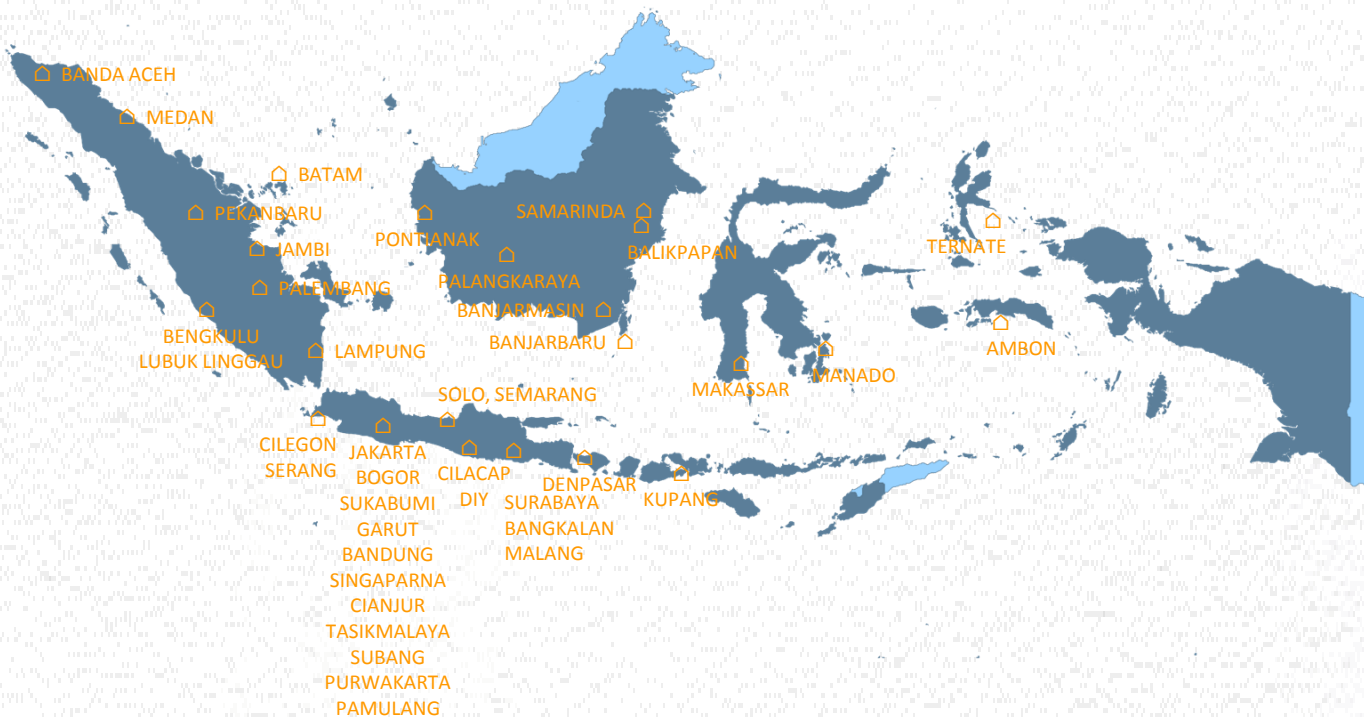 BANDA ACEH
MEDAN
BATAM
PEKANBARU
JAMBI
PALEMBANG
BENGKULU
LUBUK LINGGAU
LAMPUNG
PONTIANAK
SAMARINDA
BALIKPAPAN
PALANGKARAYA
BANJARMASIN
BANJARBARU
TERNATE
AMBON
MAKASSAR
MANADO
SOLO, SEMARANG
CILEGON
SERANG
JAKARTA
BOGOR
SUKABUMI
GARUT
BANDUNG
SINGAPARNA
CIANJUR
TASIKMALAYA
SUBANG
PURWAKARTA
PAMULANG
CILACAP
DIY
SURABAYA
BANGKALAN
MALANG
DENPASAR
KUPANG